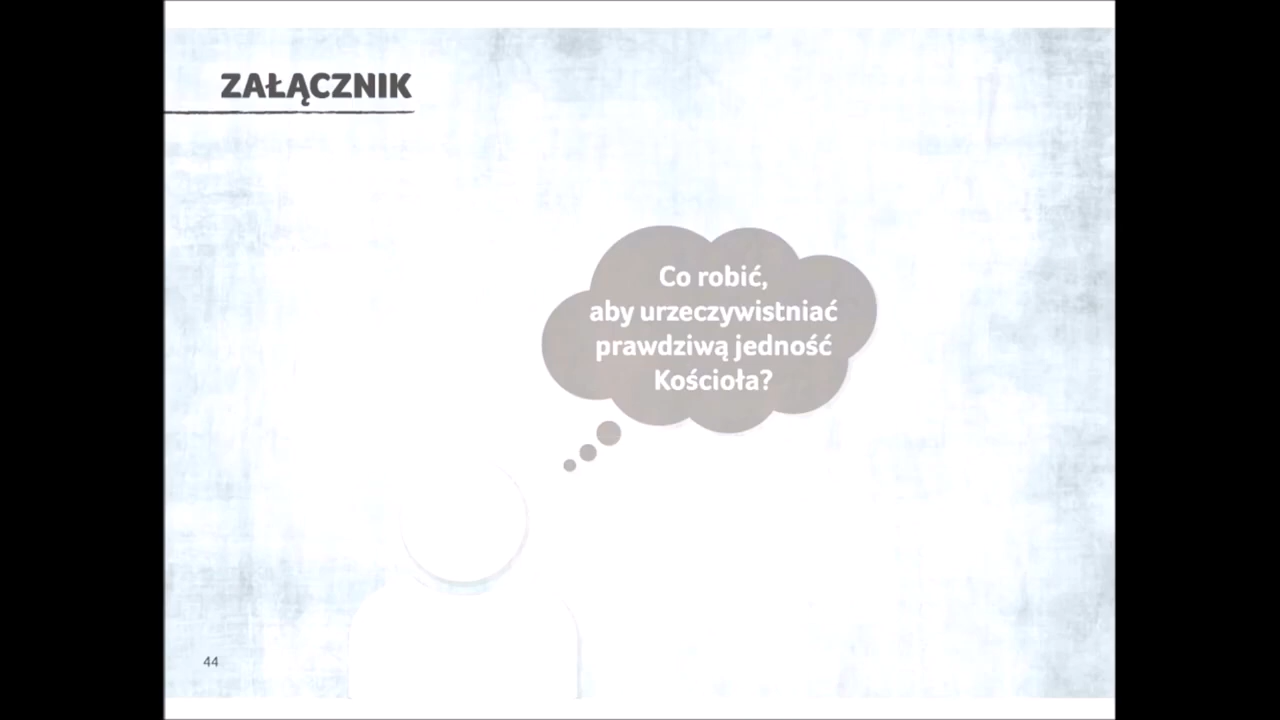 ZAŁĄCZNIK
Co robić,
aby urzeczywistniać
prawdziwą jedność
Kościoła?
44